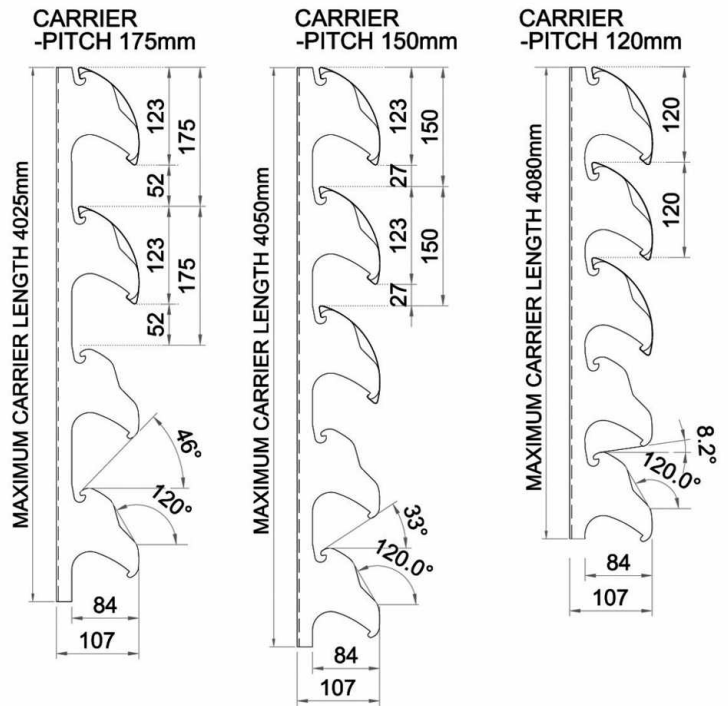 CARRIER
-PITCH 175mm
CARRIER
-PITCH 150mm
CARRIER
-PITCH 120mm
MAXIMUM CARRIER LENGTH 4025mm
123
175
52
123
175
52
46°
120°
84
107
MAXIMUM CARRIER LENGTH 4050mm
123
150
27
123
150
27
33°
120.0°
84
107
MAXIMUM CARRIER LENGTH 4080mm
120
120
8.2°
120.0°
84
107